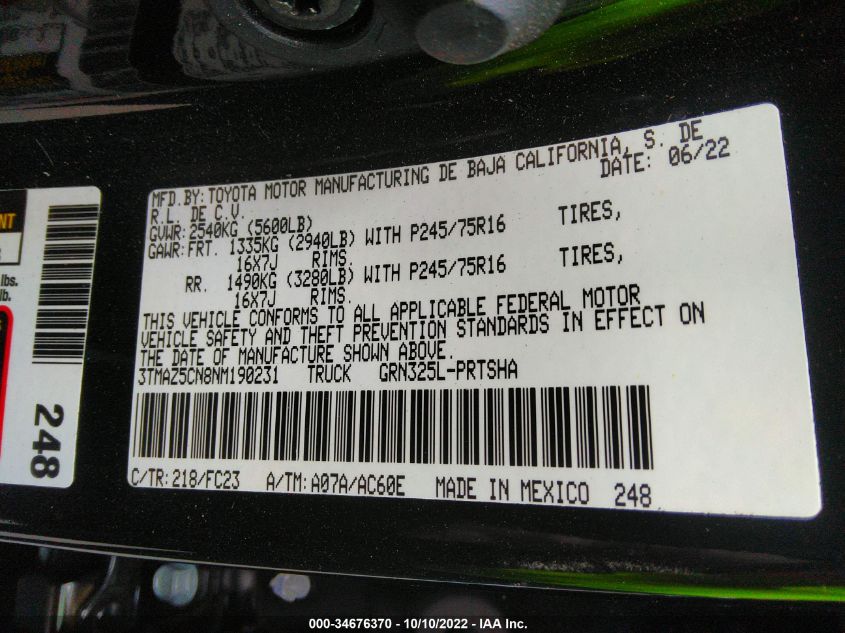 MFD.BY:TOYOTA MOTOR MANUFACTURING DE BAJA CALIFORNIA, S. DE
R.L. DE C.V. DATE: 06/22
GVWR:2540KG (5600LB)
GAWR:FRT. 1335KG (2940LB) WITH P245/75R16 TIRES,
16X7J RIMS.
RR. 1490KG (3280LB) WITH P245/75R16 TIRES,
16X7J RIMS.
THIS VEHICLE CONFORMS TO ALL APPLICABLE FEDERAL MOTOR
VEHICLE SAFETY AND THEFT PREVENTION STANDARDS IN EFFECT ON
THE DATE OF MANUFACTURE SHOWN ABOVE.
3TMAZ5CN8NM190231 TRUCK GRN325L-PRTSHA
C/TR:218/FC23 A/TM:A07A/AC60E MADE IN MEXICO 248
NT
lbs.
lb.
248
000-34676370 - 10/10/2022 - IAA Inc.